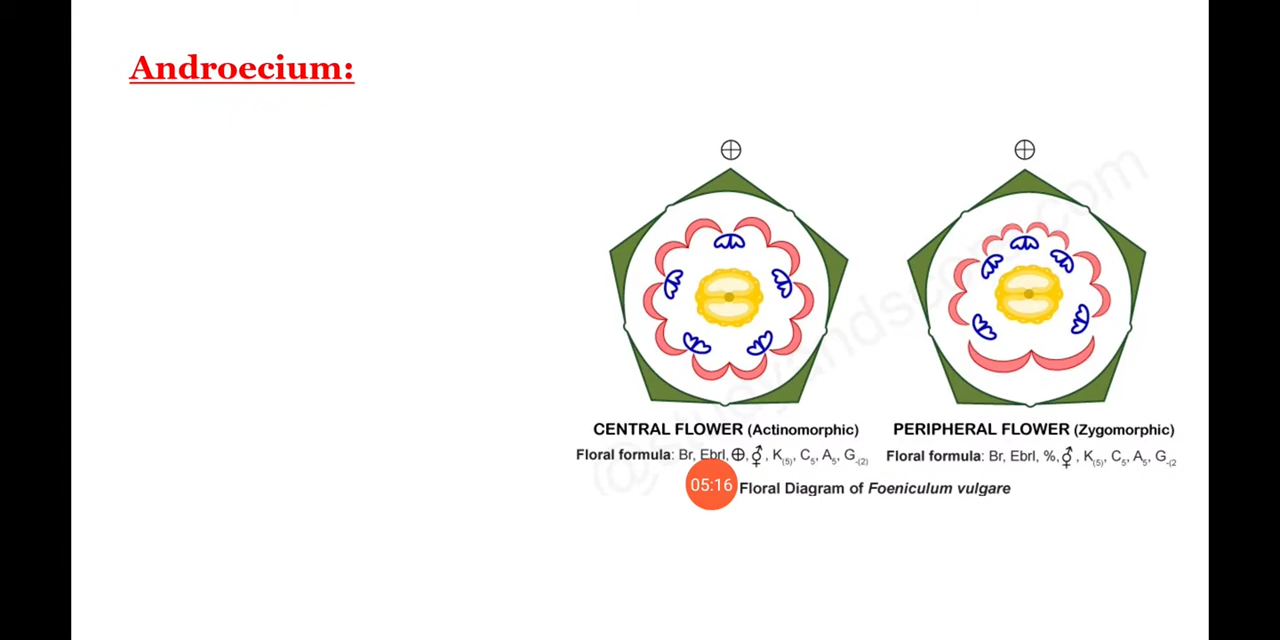 Androecium:
CENTRAL FLOWER (Actinomorphic)
Floral formula: Br, Ebrl, ⊕, ⚥, K(5), C5, A5, G-(2)
PERIPHERAL FLOWER (Zygomorphic)
Floral formula: Br, Ebrl, %, ⚥, K(5), C5, A5, G-(2
05:16
Floral Diagram of Foeniculum vulgare